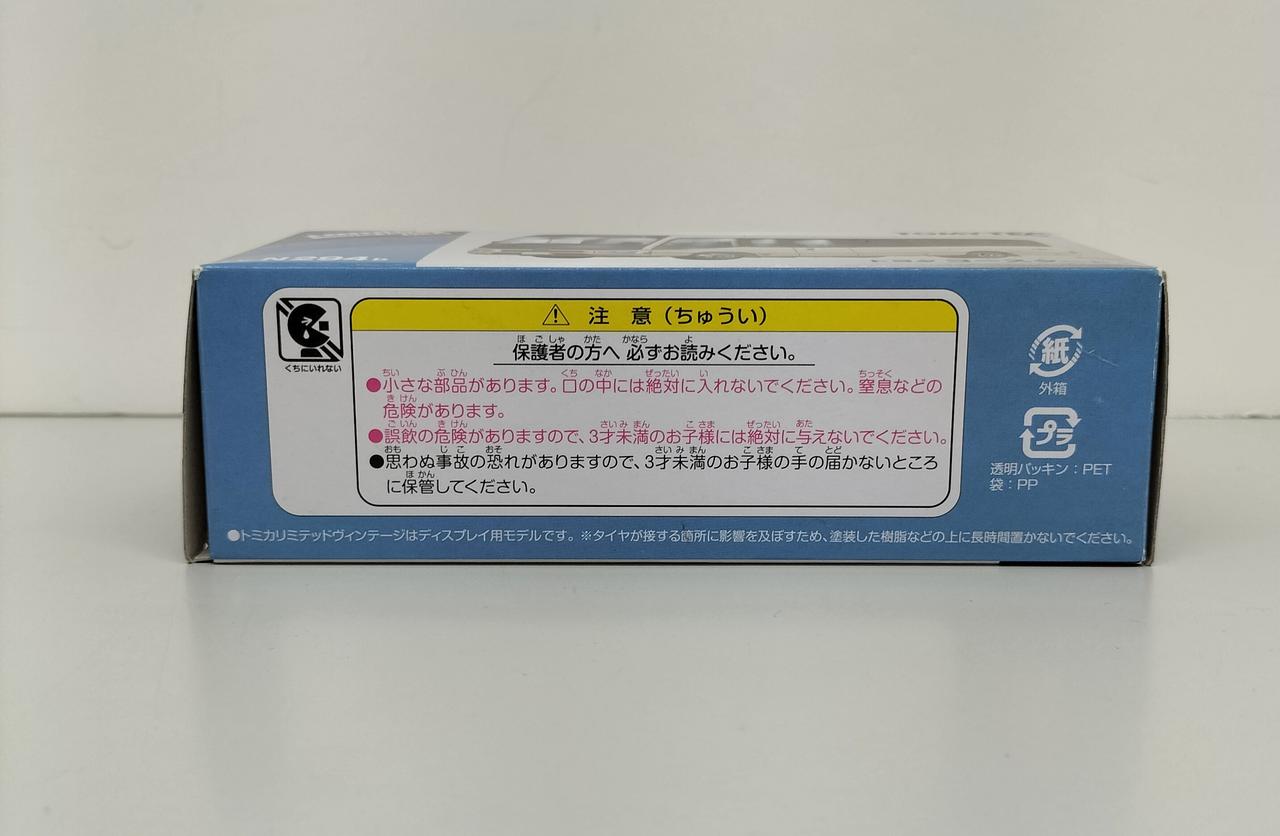 N294b
くちにいれない
⚠ 注 意（ちゅうい）
保護者の方へ 必ずお読みください。
●小さな部品があります。口の中には絶対に入れないでください。窒息などの
危険があります。
●誤飲の危険がありますので、3才未満のお子様には絶対に与えないでください。
●思わぬ事故の恐れがありますので、3才未満のお子様の手の届かないところ
に保管してください。
紙
外箱
プラ
透明パッキン：PET
袋：PP
●トミカリミテッドヴィンテージはディスプレイ用モデルです。※タイヤが接する箇所に影響を及ぼすため、塗装した樹脂などの上に長時間置かないでください。